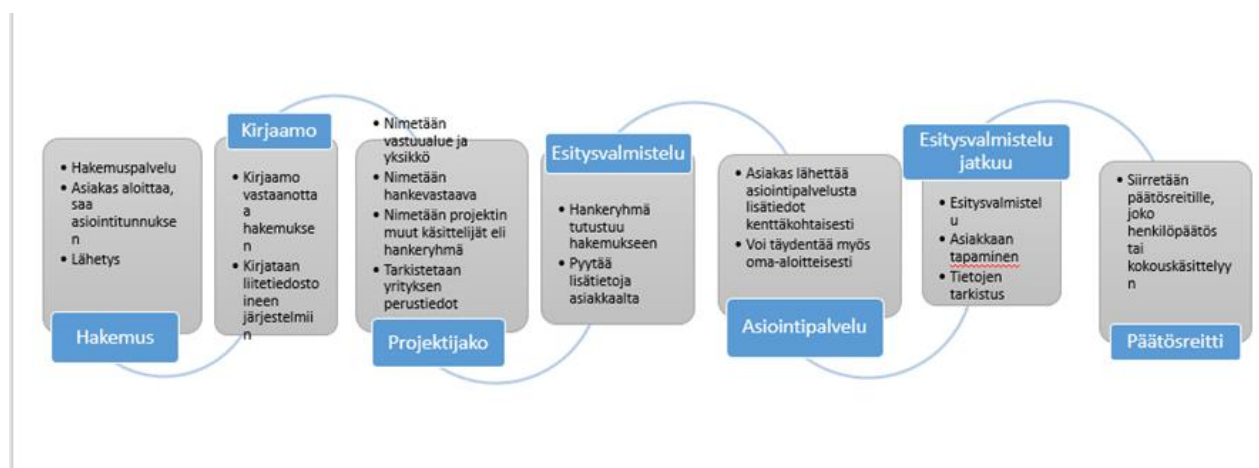 • Hakemuspalvelu
• Asiakas aloittaa,
saa
asiointitunnukse
n
• Lähetys
Hakemus
Kirjaamo
• Kirjaamo
vastaanotta
a
hakemukse
n
• Kirjataan
liitetiedosto
ineen
järjestelmii
n
• Nimetään
vastuualue ja
yksikkö
• Nimetään
hankevastaava
• Nimetään projektin
muut käsittelijät eli
hankeryhmä
• Tarkistetaan
yrityksen
perustiedot
Projektijako
Esitysvalmistelu
• Hankeryhmä
tutustuu
hakemukseen
• Pyytää
lisätietoja
asiakkaalta
• Asiakas lähettää
asiointipalvelusta
lisätiedot
kenttäkohtaisesti
• Voi täydentää myös
oma-aloitteisesti
Asiointipalvelu
Esitysvalmistelu
jatkuu
• Esitysvalmistel
u
• Asiakkaan
tapaminen
• Tietojen
tarkistus
• Siirretään
päätösreitille,
joko
henkilöpäätös
tai
kokouskäsittelyy
n
Päätösreitti